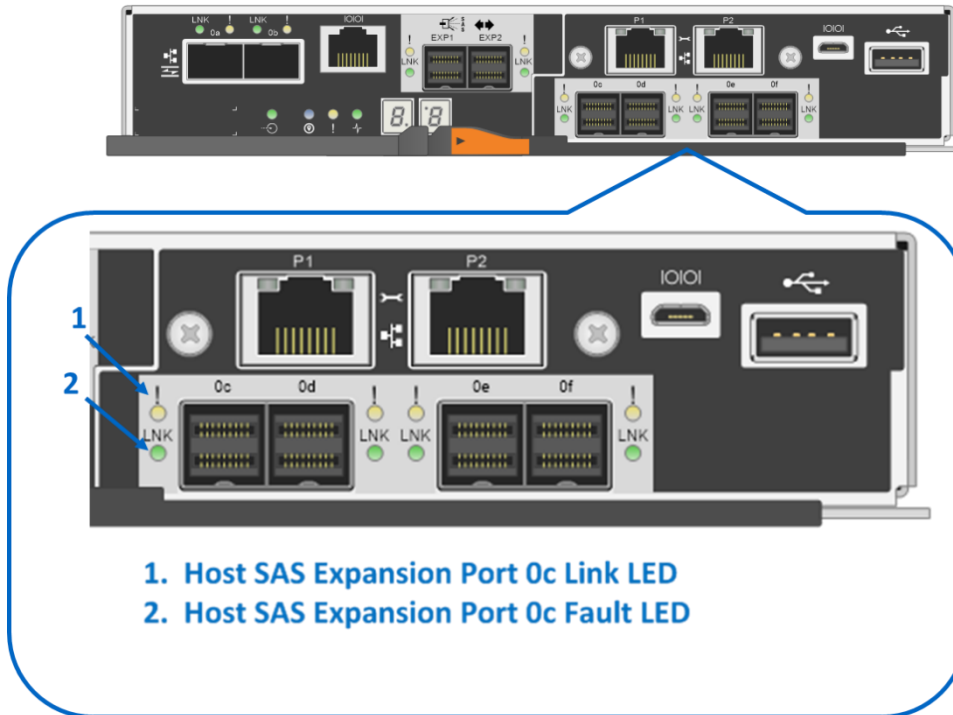 LNK ! LNK !
0a 0b
IOIOI
SAS
EXP1 EXP2
! !
LNK LNK
P1 P2
IOIOI
0c 0d 0e 0f
! ! ! !
LNK LNK LNK LNK
!
8. 8
P1 P2
IOIOI
1
2
0c 0d 0e 0f
! ! ! !
LNK LNK LNK LNK
1. Host SAS Expansion Port 0c Link LED
2. Host SAS Expansion Port 0c Fault LED